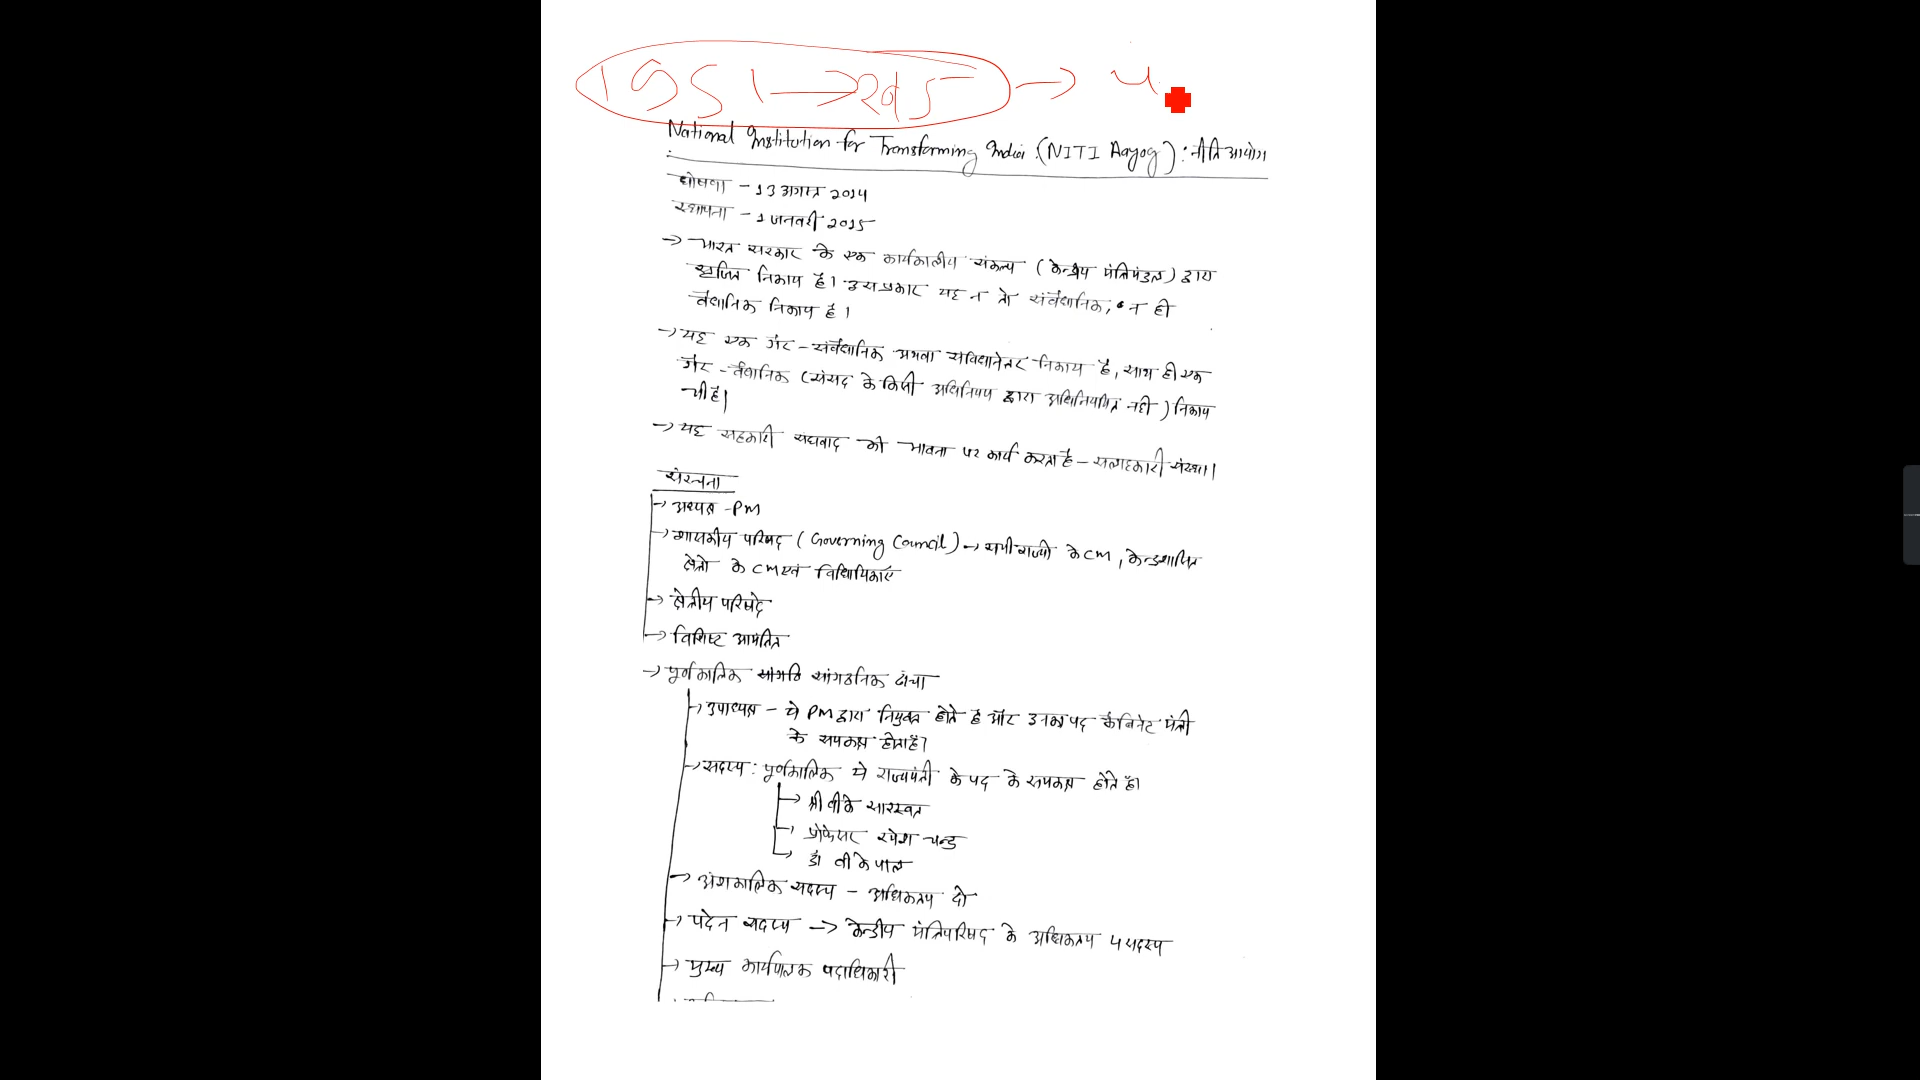 1951 → 2015 → 4
National Institution for Transforming India (NITI Aayog) : नीति आयोग
घोषणा - 13 अगस्त 2014
स्थापना - 1 जनवरी 2015
→ भारत सरकार के एक कार्यकालीय संकल्प (केन्द्रीय मंत्रिमंडल) द्वारा
सृजित निकाय है। इस प्रकार यह न तो संवैधानिक, न ही
वैधानिक निकाय है।
→ यह एक गैर - संवैधानिक अथवा संविधानेत्तर निकाय है, साथ ही एक
गैर - वैधानिक (संसद के किसी अधिनियम द्वारा अधिनियमित नहीं) निकाय
भी है।
→ यह सहकारी संघवाद की भावना पर कार्य करता है - सलाहकारी संस्था।
संरचना
→ अध्यक्ष - PM
→ शासकीय परिषद (Governing Council) → सभी राज्यों के CM, केन्द्रशासित
क्षेत्रों के CM एवं विधायिकाएं
→ क्षेत्रीय परिषदे
→ विशिष्ट आमंत्रित
→ पूर्णकालिक सांगठनिक ढांचा
→ उपाध्यक्ष - ये PM द्वारा नियुक्त होते है और उनका पद कैबिनेट मंत्री
के समकक्ष होता है।
→ सदस्य : पूर्णकालिक ये राज्यमंत्री के पद के समकक्ष होते है।
→ श्री वी के सारस्वत
→ प्रोफेसर रमेश चन्द
→ डॉ वी के पाल
→ अंशकालिक सदस्य - अधिकतम दो
→ पदेन सदस्य → केन्द्रीय मंत्रिपरिषद के अधिकतम 4 सदस्य
→ मुख्य कार्यपालक पदाधिकारी